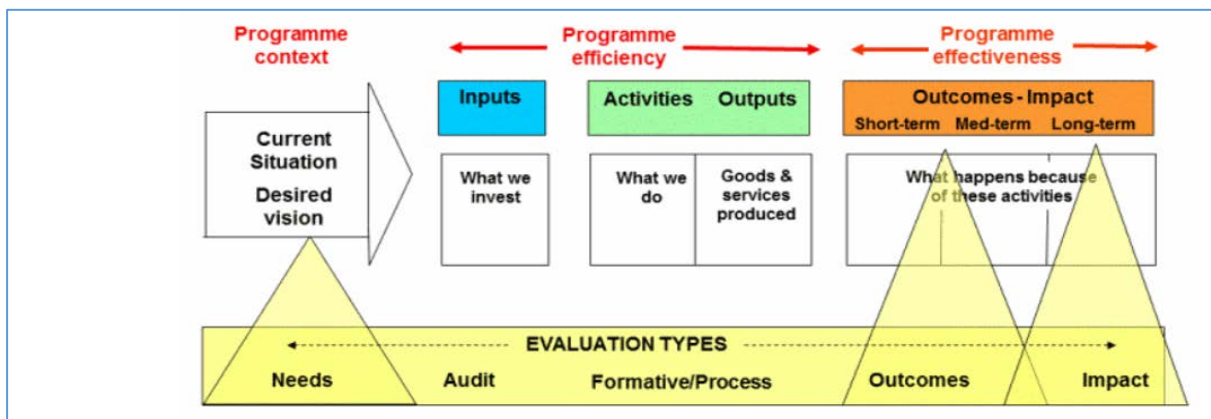 Programme
context
Programme
efficiency
Programme
effectiveness
Inputs
Activities Outputs
Outcomes - Impact
Short-term Med-term Long-term
Current
Situation
Desired
vision
What we
invest
What we
do
Goods &
services
produced
What happens because
of these activities
EVALUATION TYPES
Needs Audit Formative/Process Outcomes Impact